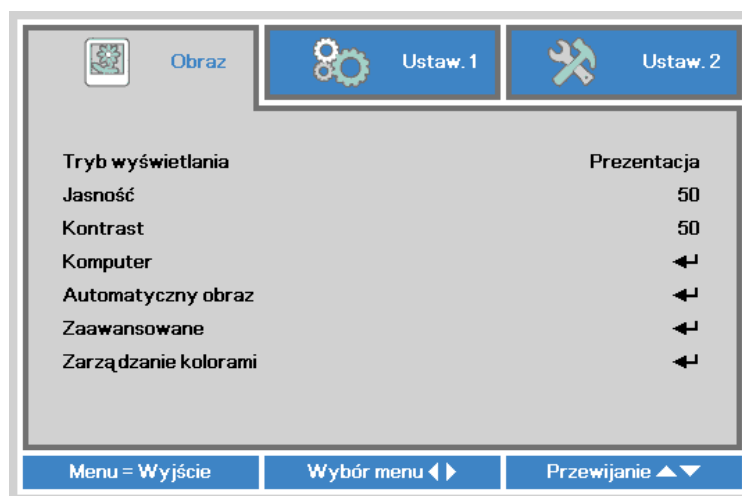 Obraz
Ustaw. 1
Ustaw. 2
Tryb wyświetlania Prezentacja
Jasność 50
Kontrast 50
Komputer
Automatyczny obraz
Zaawansowane
Zarządzanie kolorami
Menu = Wyjście
Wybór menu ◀ ▶
Przewijanie ▲▼